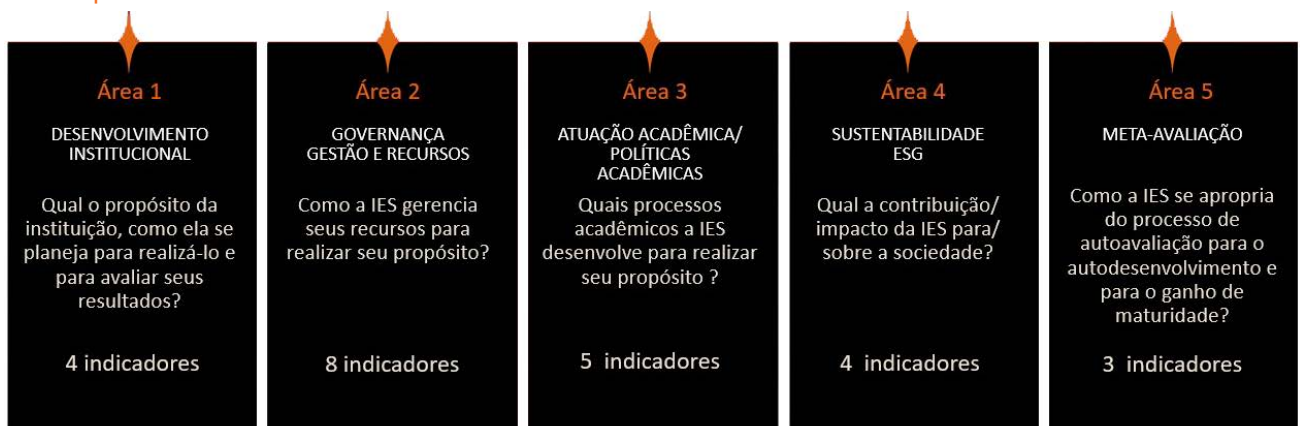 Área 1
DESENVOLVIMENTO
INSTITUCIONAL
Qual o propósito da
instituição, como ela se
planeja para realizá-lo e
para avaliar seus
resultados?
4 indicadores
Área 2
GOVERNANÇA
GESTÃO E RECURSOS
Como a IES gerencia
seus recursos para
realizar seu propósito?
8 indicadores
Área 3
ATUAÇÃO ACADÊMICA/
POLÍTICAS
ACADÊMICAS
Quais processos
acadêmicos a IES
desenvolve para realizar
seu propósito ?
5 indicadores
Área 4
SUSTENTABILIDADE
ESG
Qual a contribuição/
impacto da IES para/
sobre a sociedade?
4 indicadores
Área 5
META-AVALIAÇÃO
Como a IES se apropria
do processo de
autoavaliação para o
autodesenvolvimento e
para o ganho de
maturidade?
3 indicadores